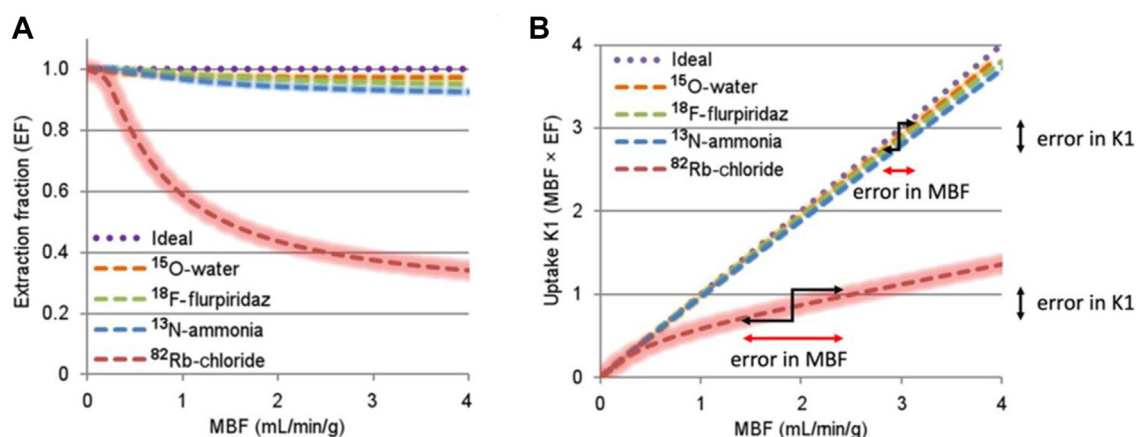 A
Extraction fraction (EF)
1.0
0.8
0.6
0.4
0.2
0
Ideal
¹⁵O-water
¹⁸F-flurpiridaz
¹³N-ammonia
⁸²Rb-chloride
0 1 2 3 4
MBF (mL/min/g)
B
Uptake K1 (MBF × EF)
4
3
2
1
0
Ideal
¹⁵O-water
¹⁸F-flurpiridaz
¹³N-ammonia
⁸²Rb-chloride
error in K1
error in MBF
error in K1
error in MBF
0 1 2 3 4
MBF (mL/min/g)